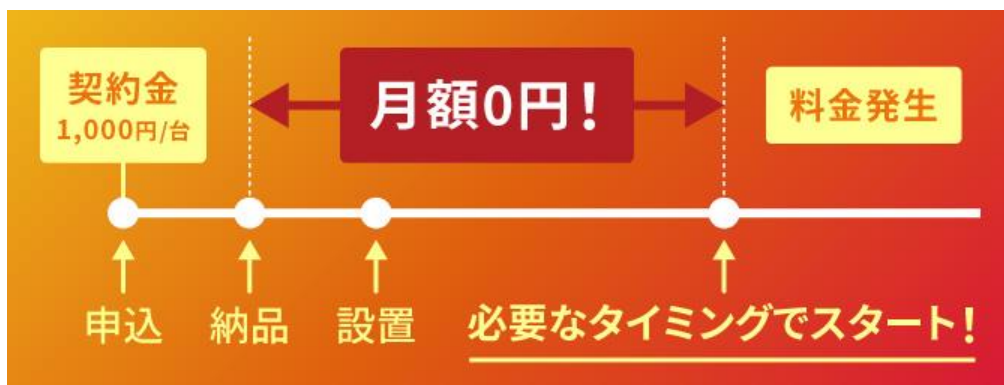 契約金
1,000円/台
月額0円！
料金発生
申込
納品
設置
必要なタイミングでスタート！